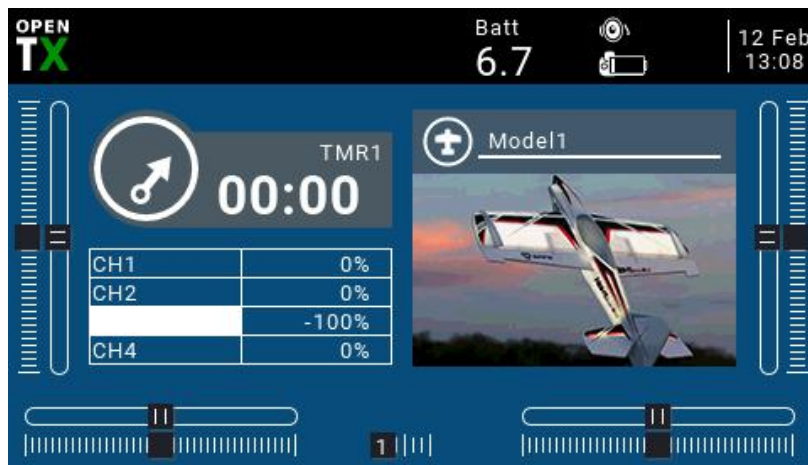 OPEN
TX
Batt
6.7
12 Feb
13:08
TMR1
00:00
Model1
CH1 0%
CH2 0%
-100%
CH4 0%
1